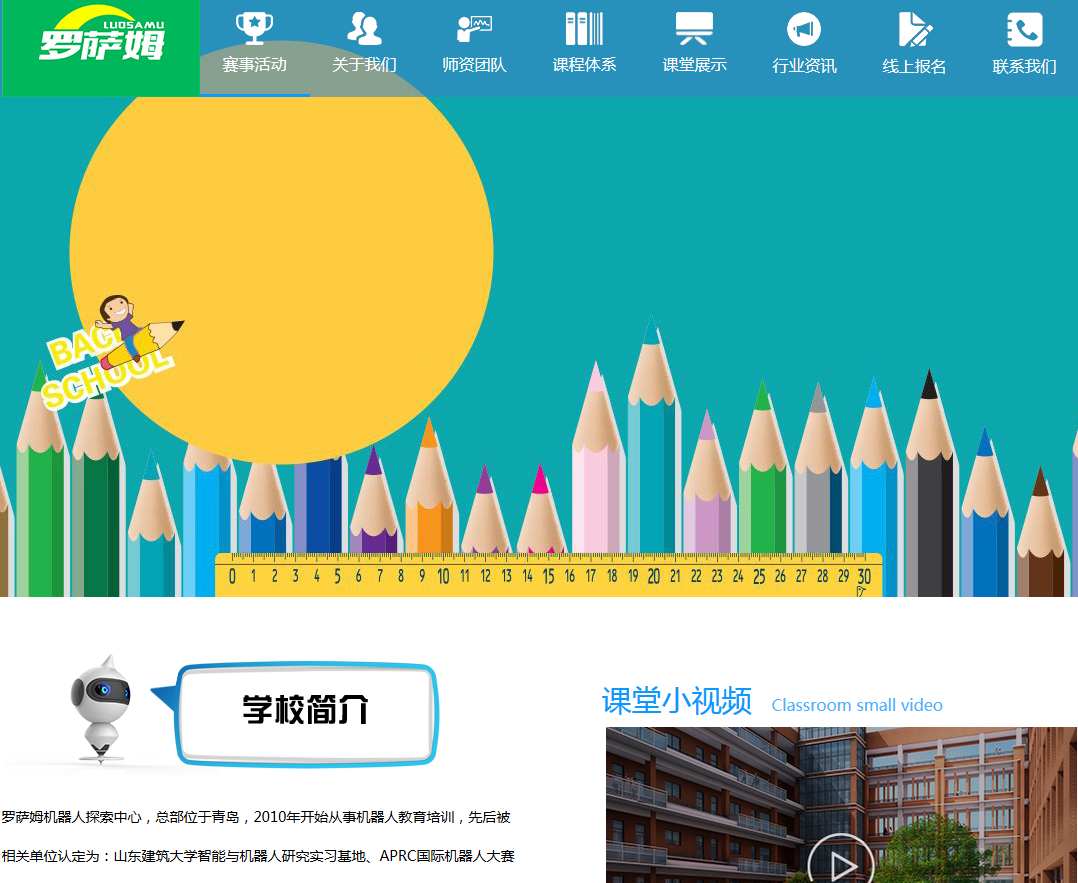 LUOSAMU
罗萨姆
赛事活动
关于我们
师资团队
课程体系
课堂展示
行业资讯
线上报名
联系我们
BACK
SCHOOL
0 1 2 3 4 5 6 7 8 9 10 11 12 13 14 15 16 17 18 19 20 21 22 23 24 25 26 27 28 29 30
学校简介
课堂小视频 Classroom small video
罗萨姆机器人探索中心，总部位于青岛，2010年开始从事机器人教育培训，先后被
相关单位认定为：山东建筑大学智能与机器人研究实习基地、APRC国际机器人大赛